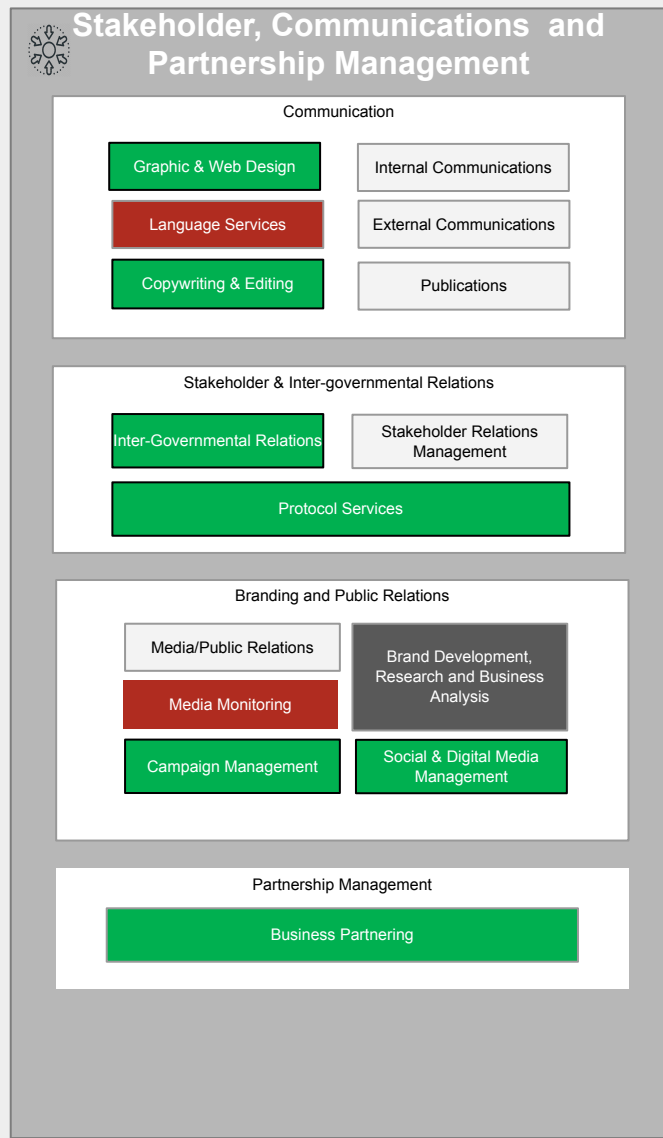 Stakeholder, Communications and
Partnership Management
Communication
Graphic & Web Design
Internal Communications
Language Services
External Communications
Copywriting & Editing
Publications
Stakeholder & Inter-governmental Relations
Inter-Governmental Relations
Stakeholder Relations
Management
Protocol Services
Branding and Public Relations
Media/Public Relations
Brand Development,
Research and Business
Analysis
Media Monitoring
Campaign Management
Social & Digital Media
Management
Partnership Management
Business Partnering